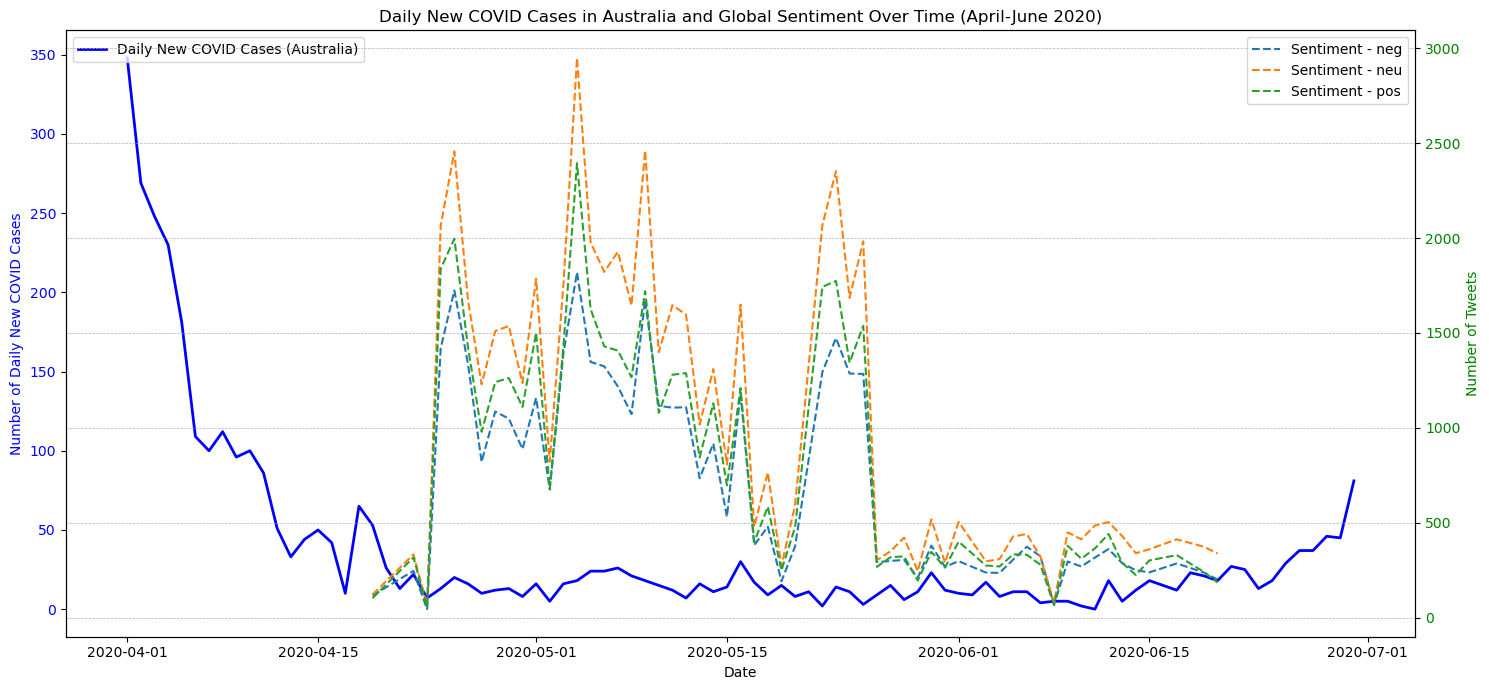 Daily New COVID Cases in Australia and Global Sentiment Over Time (April-June 2020)
Daily New COVID Cases (Australia)
Sentiment - neg
Sentiment - neu
Sentiment - pos
Number of Daily New COVID Cases
350
300
250
200
150
100
50
0
3000
2500
2000
1500
1000
500
0
Number of Tweets
2020-04-01
2020-04-15
2020-05-01
2020-05-15
2020-06-01
2020-06-15
2020-07-01
Date